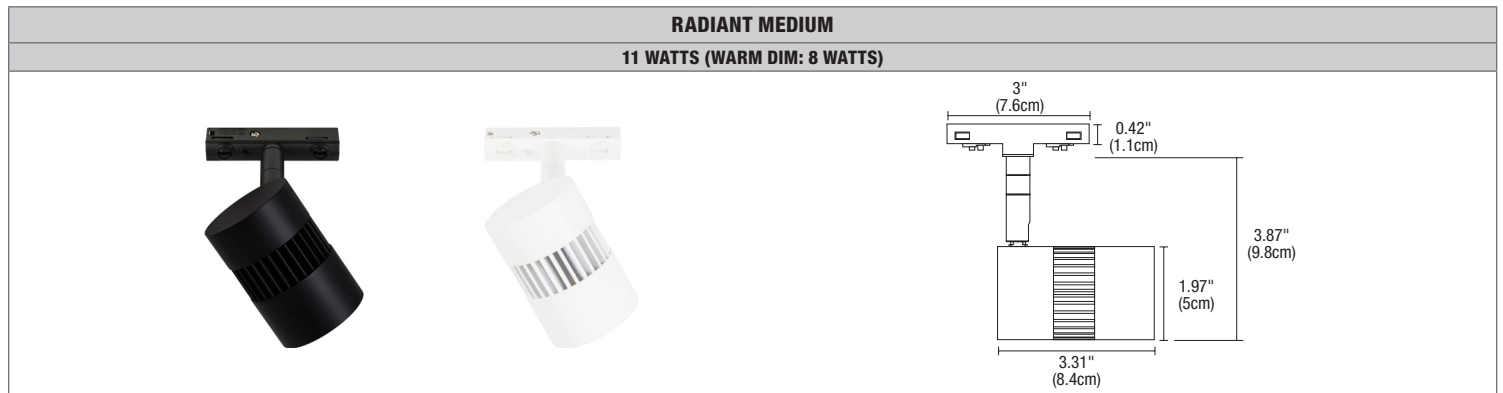 RADIANT MEDIUM
11 WATTS (WARM DIM: 8 WATTS)
3"
(7.6cm)
0.42"
(1.1cm)
3.87"
(9.8cm)
1.97"
(5cm)
3.31"
(8.4cm)